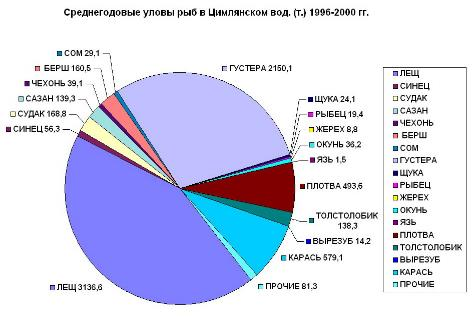 Среднегодовые уловы рыб в Цимлянском вод. (т.) 1996-2000 гг.
СОМ 29,1
БЕРШ 160,5
ЧЕХОНЬ 39,1
САЗАН 139,3
СУДАК 168,8
СИНЕЦ 56,3
ГУСТЕРА 2150,1
ЩУКА 24,1
РЫБЕЦ 19,4
ЖЕРЕХ 8,8
ОКУНЬ 36,2
ЯЗЬ 1,5
ПЛОТВА 493,6
ТОЛСТОЛОБИК
138,3
ВЫРЕЗУБ 14,2
КАРАСЬ 579,1
ПРОЧИЕ 81,3
ЛЕЩ 3136,6
ЛЕЩ
СИНЕЦ
СУДАК
САЗАН
ЧЕХОНЬ
БЕРШ
СОМ
ГУСТЕРА
ЩУКА
РЫБЕЦ
ЖЕРЕХ
ОКУНЬ
ЯЗЬ
ПЛОТВА
ТОЛСТОЛОБИК
ВЫРЕЗУБ
КАРАСЬ
ПРОЧИЕ